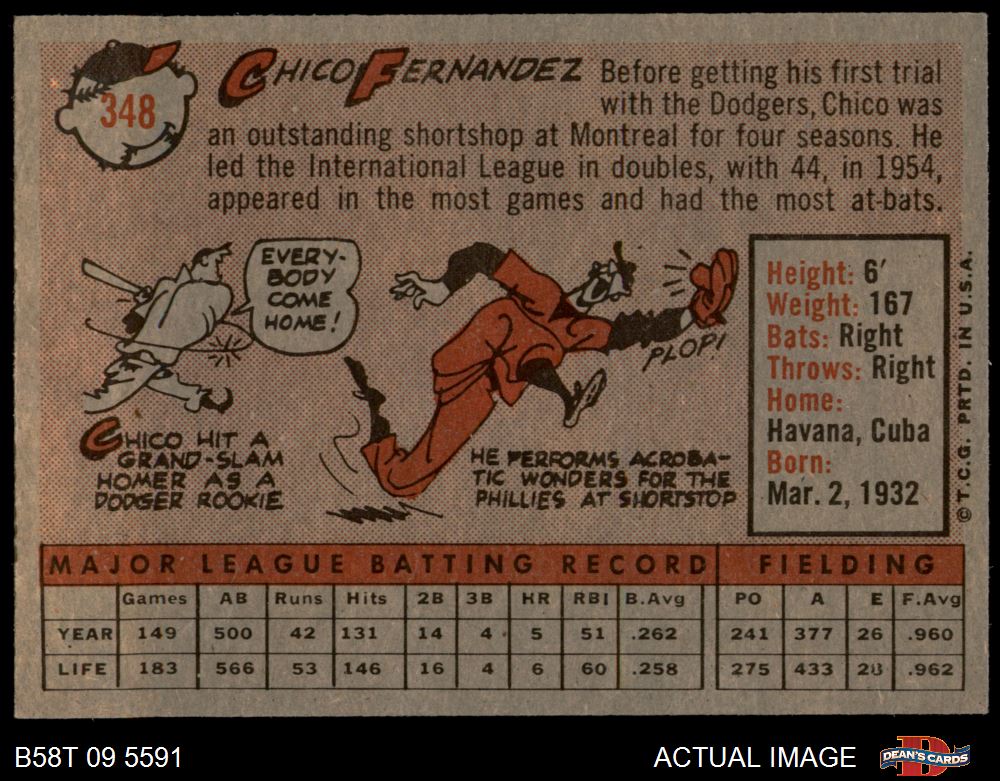 348
CHICO FERNANDEZ
Before getting his first trial
with the Dodgers, Chico was
an outstanding shortshop at Montreal for four seasons. He
led the International League in doubles, with 44, in 1954,
appeared in the most games and had the most at-bats.
EVERY-
BODY
COME
HOME!
CHICO HIT A
GRAND-SLAM
HOMER AS A
DODGER ROOKIE
PLOP!
HE PERFORMS ACROBA-
TIC WONDERS FOR THE
PHILLIES AT SHORTSTOP
Height: 6′
Weight: 167
Bats: Right
Throws: Right
Home:
Havana, Cuba
Born:
Mar. 2, 1932
©T.C.G. PRTD. IN U.S.A.
MAJOR LEAGUE BATTING RECORD FIELDING
Games AB Runs Hits 2B 3B HR RBI B.Avg PO A E F.Avg
YEAR 149 500 42 131 14 4 5 51 .262 241 377 26 .960
LIFE 183 566 53 146 16 4 6 60 .258 275 433 28 .962
B58T 09 5591
ACTUAL IMAGE
D
DEAN'S CARDS